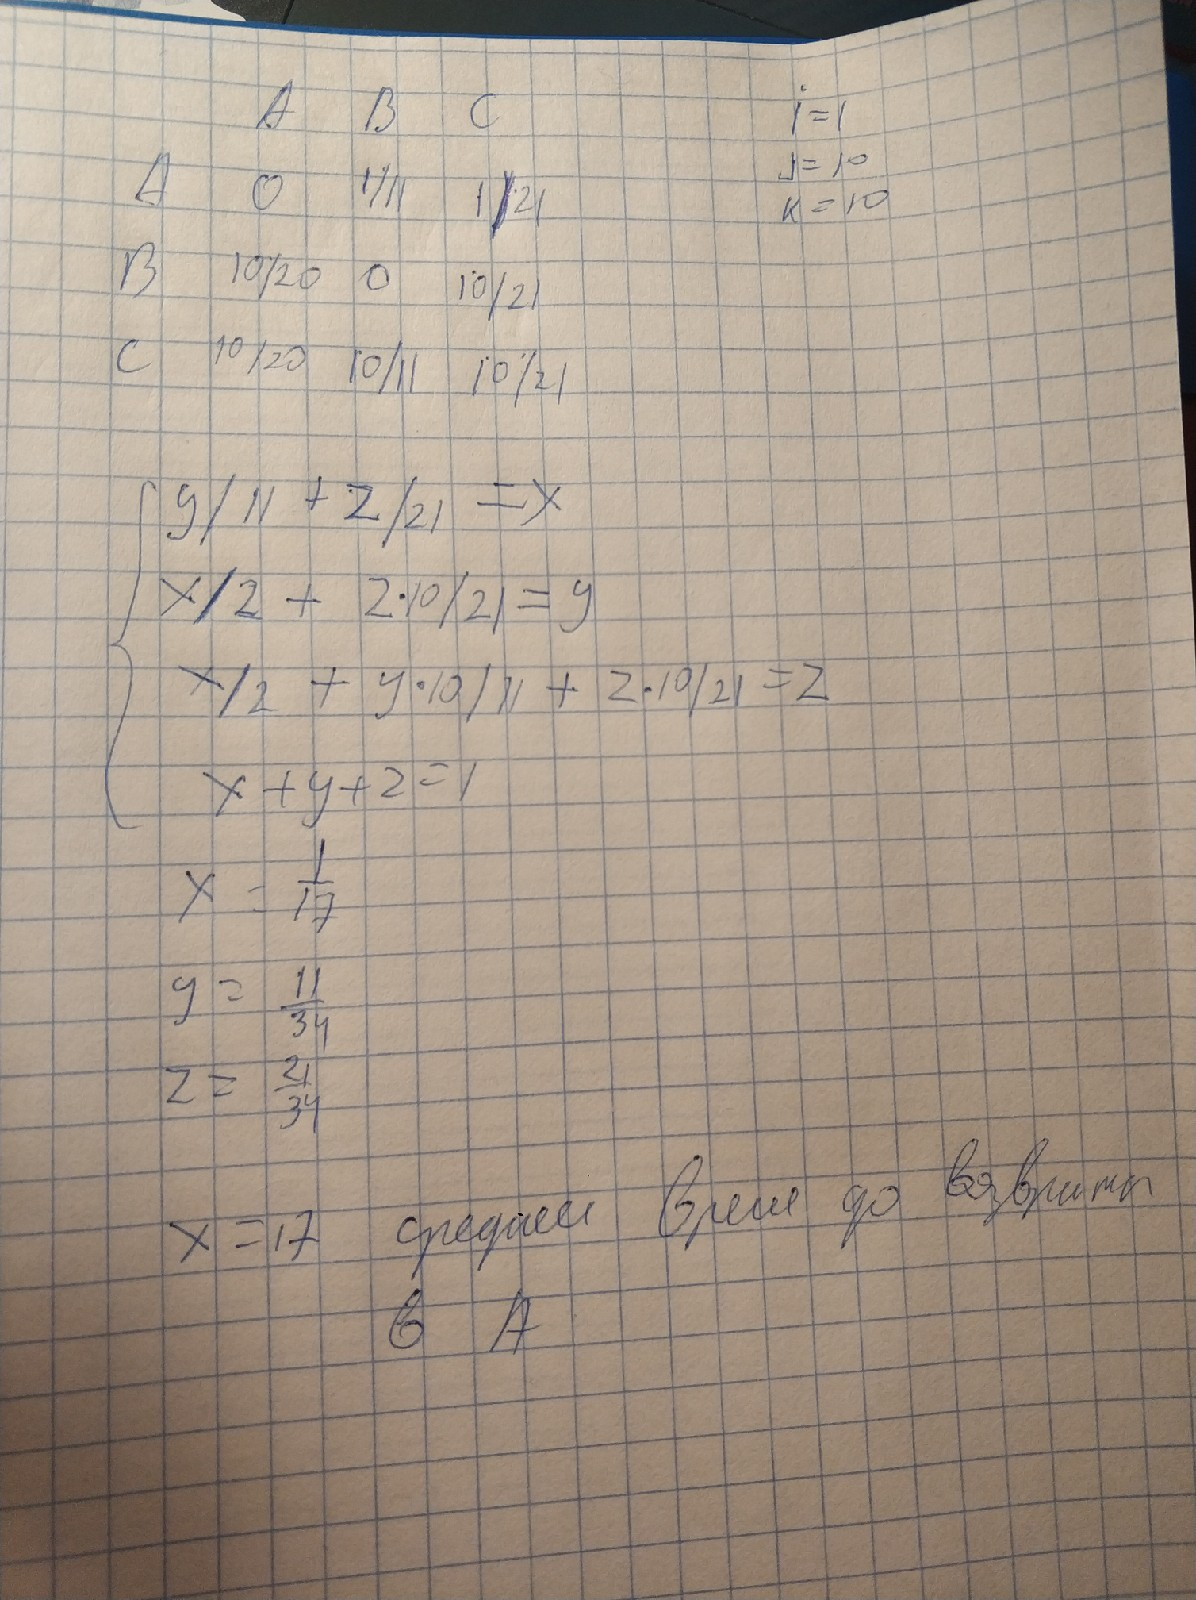 A B C i=1
A 0 1/11 1/21 j=10
B 10/20 0 10/21 k=10
C 10/20 10/11 10/21
y/11 + z/21 = x
x/2 + z·10/21 = y
x/2 + y·10/11 + z·10/21 = z
x+y+z=1
x = 1/17
y = 11/34
z = 21/34
x = 17 среднее время до возврата
в A